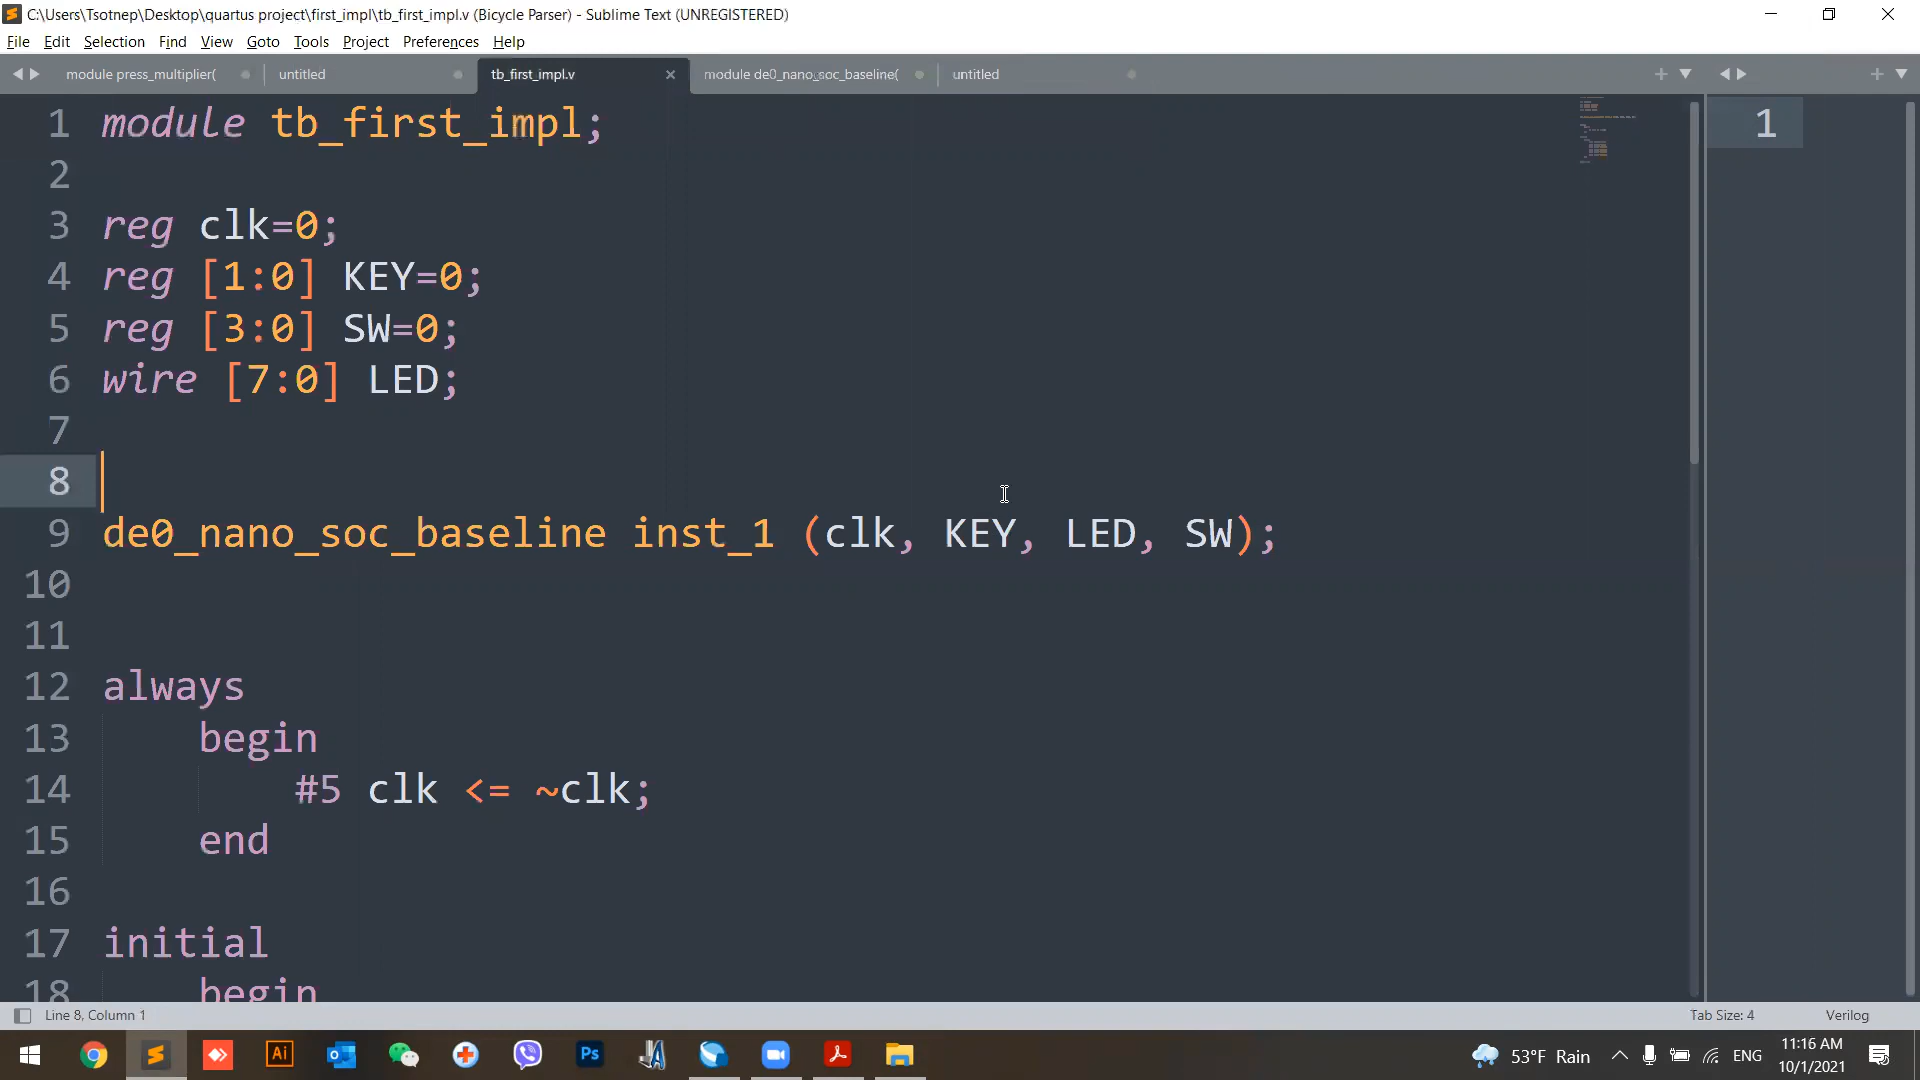 C:\Users\Tsotnep\Desktop\quartus project\first_impl\tb_first_impl.v (Bicycle Parser) - Sublime Text (UNREGISTERED)
File Edit Selection Find View Goto Tools Project Preferences Help
module press_multiplier( untitled tb_first_impl.v module de0_nano_soc_baseline( untitled
1 module tb_first_impl; 1
2
3 reg clk=0;
4 reg [1:0] KEY=0;
5 reg [3:0] SW=0;
6 wire [7:0] LED;
7
8
9 de0_nano_soc_baseline inst_1 (clk, KEY, LED, SW);
10
11
12 always
13 begin
14 #5 clk <= ~clk;
15 end
16
17 initial
18 begin
Line 8, Column 1 Tab Size: 4 Verilog
Ai Ps 53°F Rain ENG 11:16 AM
10/1/2021